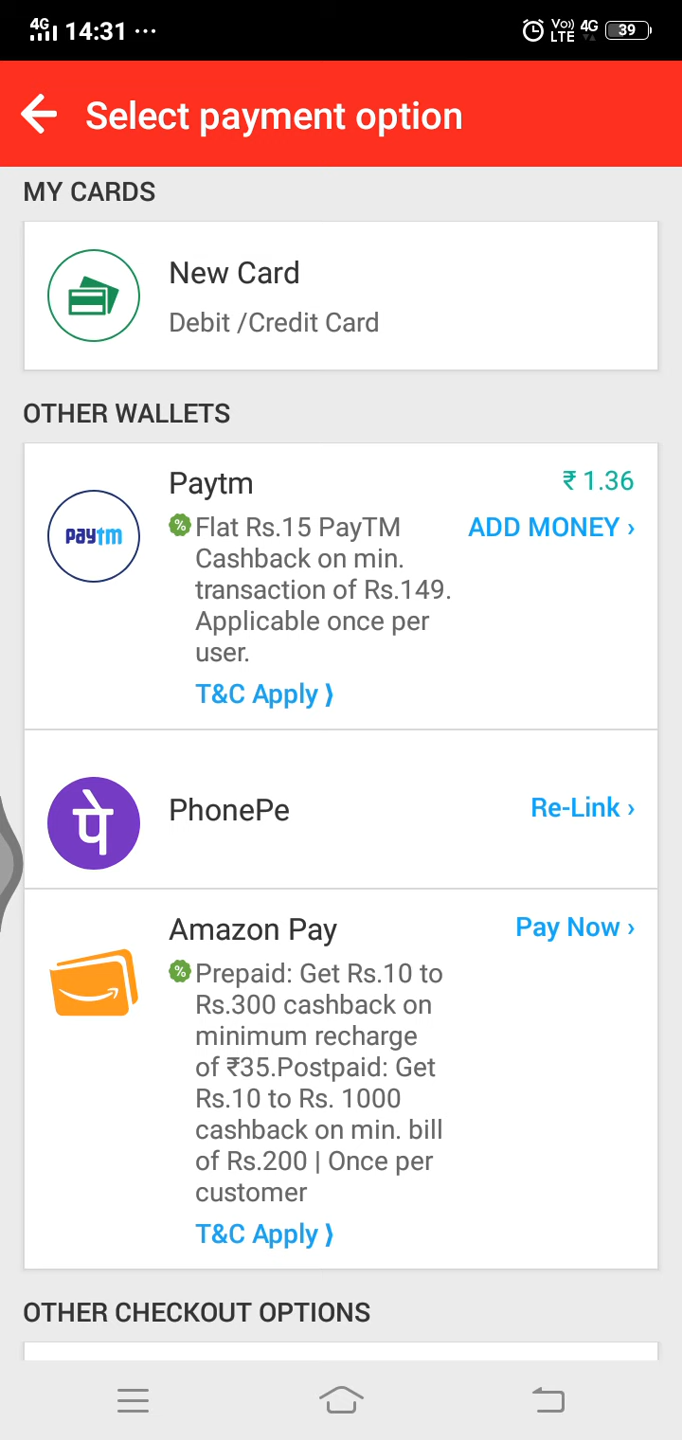 4G 14:31 ... Vo) LTE 4G 39
Select payment option
MY CARDS
New Card
Debit /Credit Card
OTHER WALLETS
Paytm ₹ 1.36
paytm
% Flat Rs.15 PayTM ADD MONEY ›
Cashback on min.
transaction of Rs.149.
Applicable once per
user.
T&C Apply ⟩
पे
PhonePe Re-Link ›
Amazon Pay Pay Now ›
% Prepaid: Get Rs.10 to
Rs.300 cashback on
minimum recharge
of ₹35.Postpaid: Get
Rs.10 to Rs. 1000
cashback on min. bill
of Rs.200 | Once per
customer
T&C Apply ⟩
OTHER CHECKOUT OPTIONS